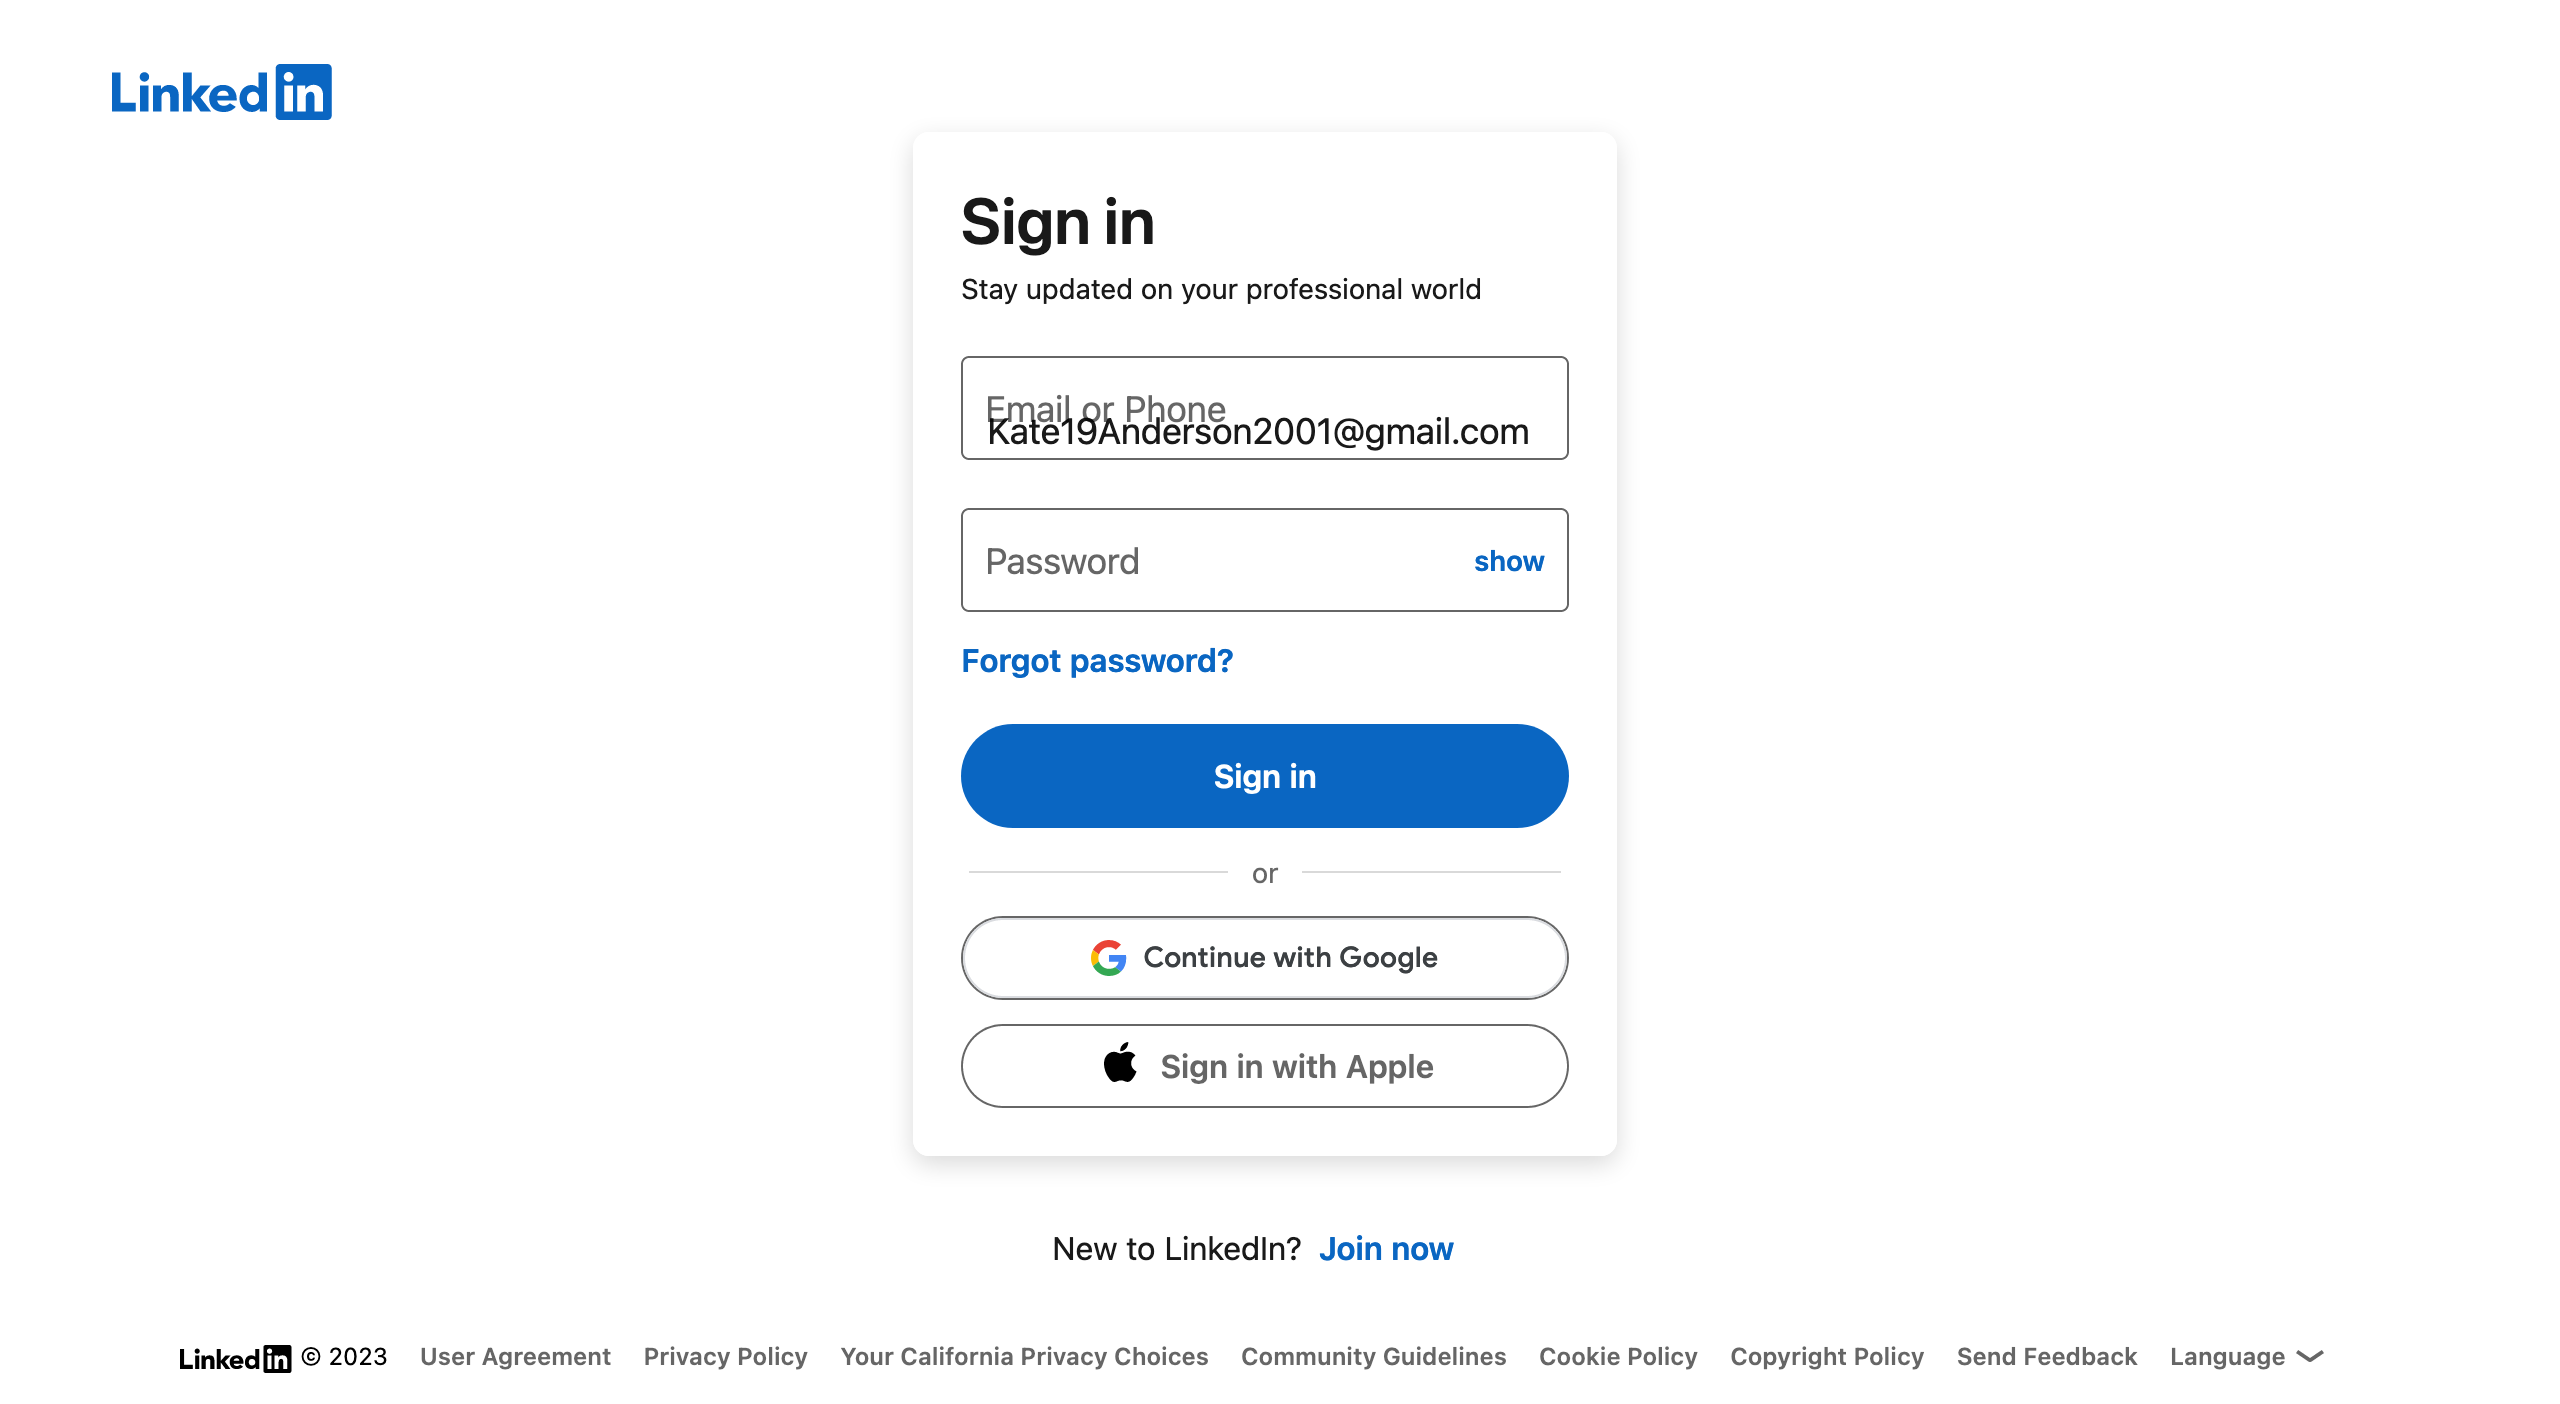 LinkedIn
Sign in
Stay updated on your professional world
Email or Phone
Kate19Anderson2001@gmail.com
Password show
Forgot password?
Sign in
or
Continue with Google
Sign in with Apple
New to LinkedIn? Join now
LinkedIn © 2023 User Agreement Privacy Policy Your California Privacy Choices Community Guidelines Cookie Policy Copyright Policy Send Feedback Language